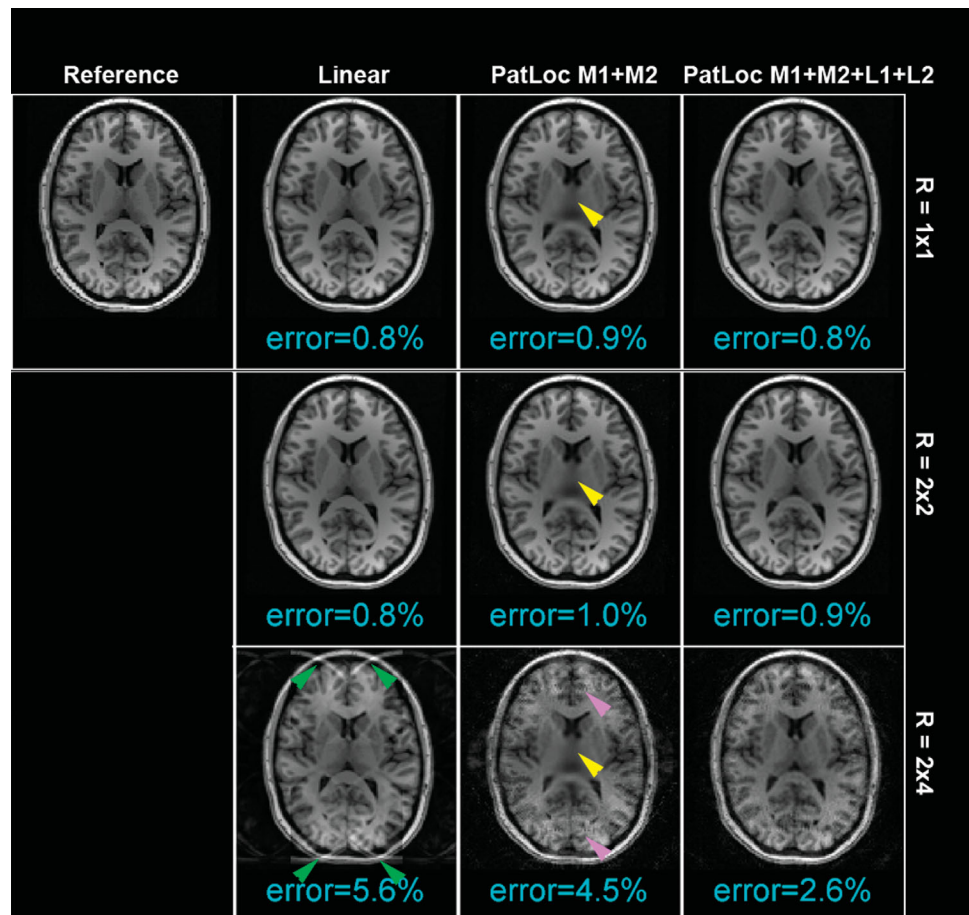 Reference Linear PatLoc M1+M2 PatLoc M1+M2+L1+L2
R = 1x1
error=0.8% error=0.9% error=0.8%
R = 2x2
error=0.8% error=1.0% error=0.9%
R = 2x4
error=5.6% error=4.5% error=2.6%